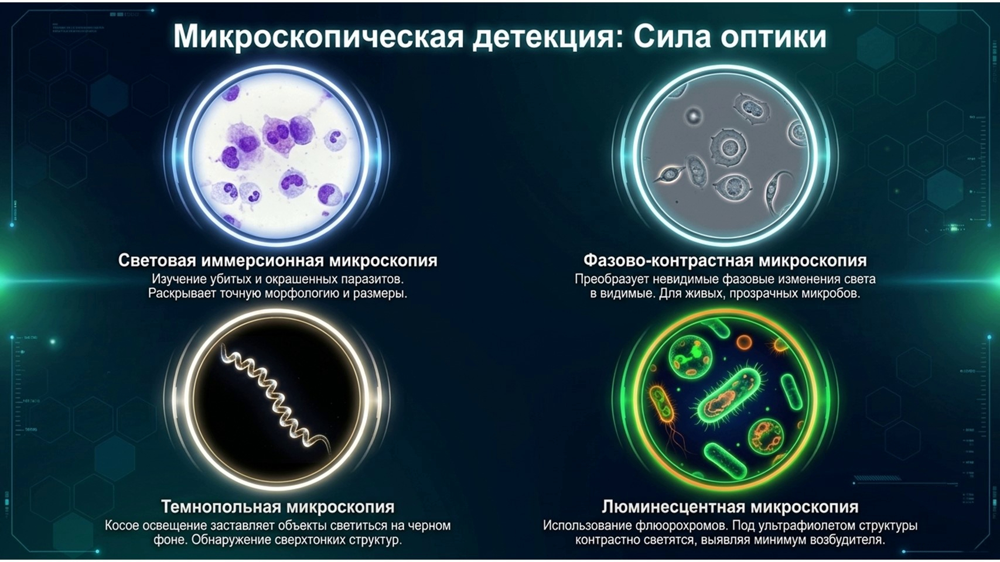 Микроскопическая детекция: Сила оптики
Световая иммерсионная микроскопия
Изучение убитых и окрашенных паразитов.
Раскрывает точную морфологию и размеры.
Фазово-контрастная микроскопия
Преобразует невидимые фазовые изменения света
в видимые. Для живых, прозрачных микробов.
Темнопольная микроскопия
Косое освещение заставляет объекты светиться на черном
фоне. Обнаружение сверхтонких структур.
Люминесцентная микроскопия
Использование флюорохромов. Под ультрафиолетом структуры
контрастно светятся, выявляя минимум возбудителя.